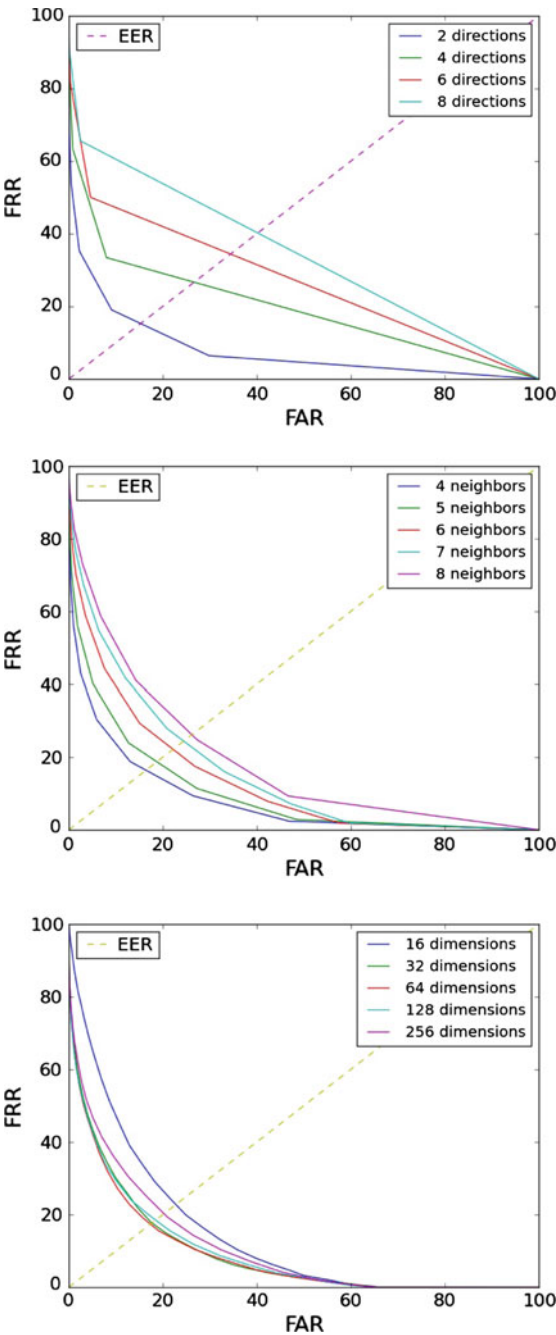 100
EER
2 directions
4 directions
6 directions
8 directions
80
60
40
20
0
FRR
0 20 40 60 80 100
FAR
100
EER
4 neighbors
5 neighbors
6 neighbors
7 neighbors
8 neighbors
80
60
40
20
0
FRR
0 20 40 60 80 100
FAR
100
EER
16 dimensions
32 dimensions
64 dimensions
128 dimensions
256 dimensions
80
60
40
20
0
FRR
0 20 40 60 80 100
FAR